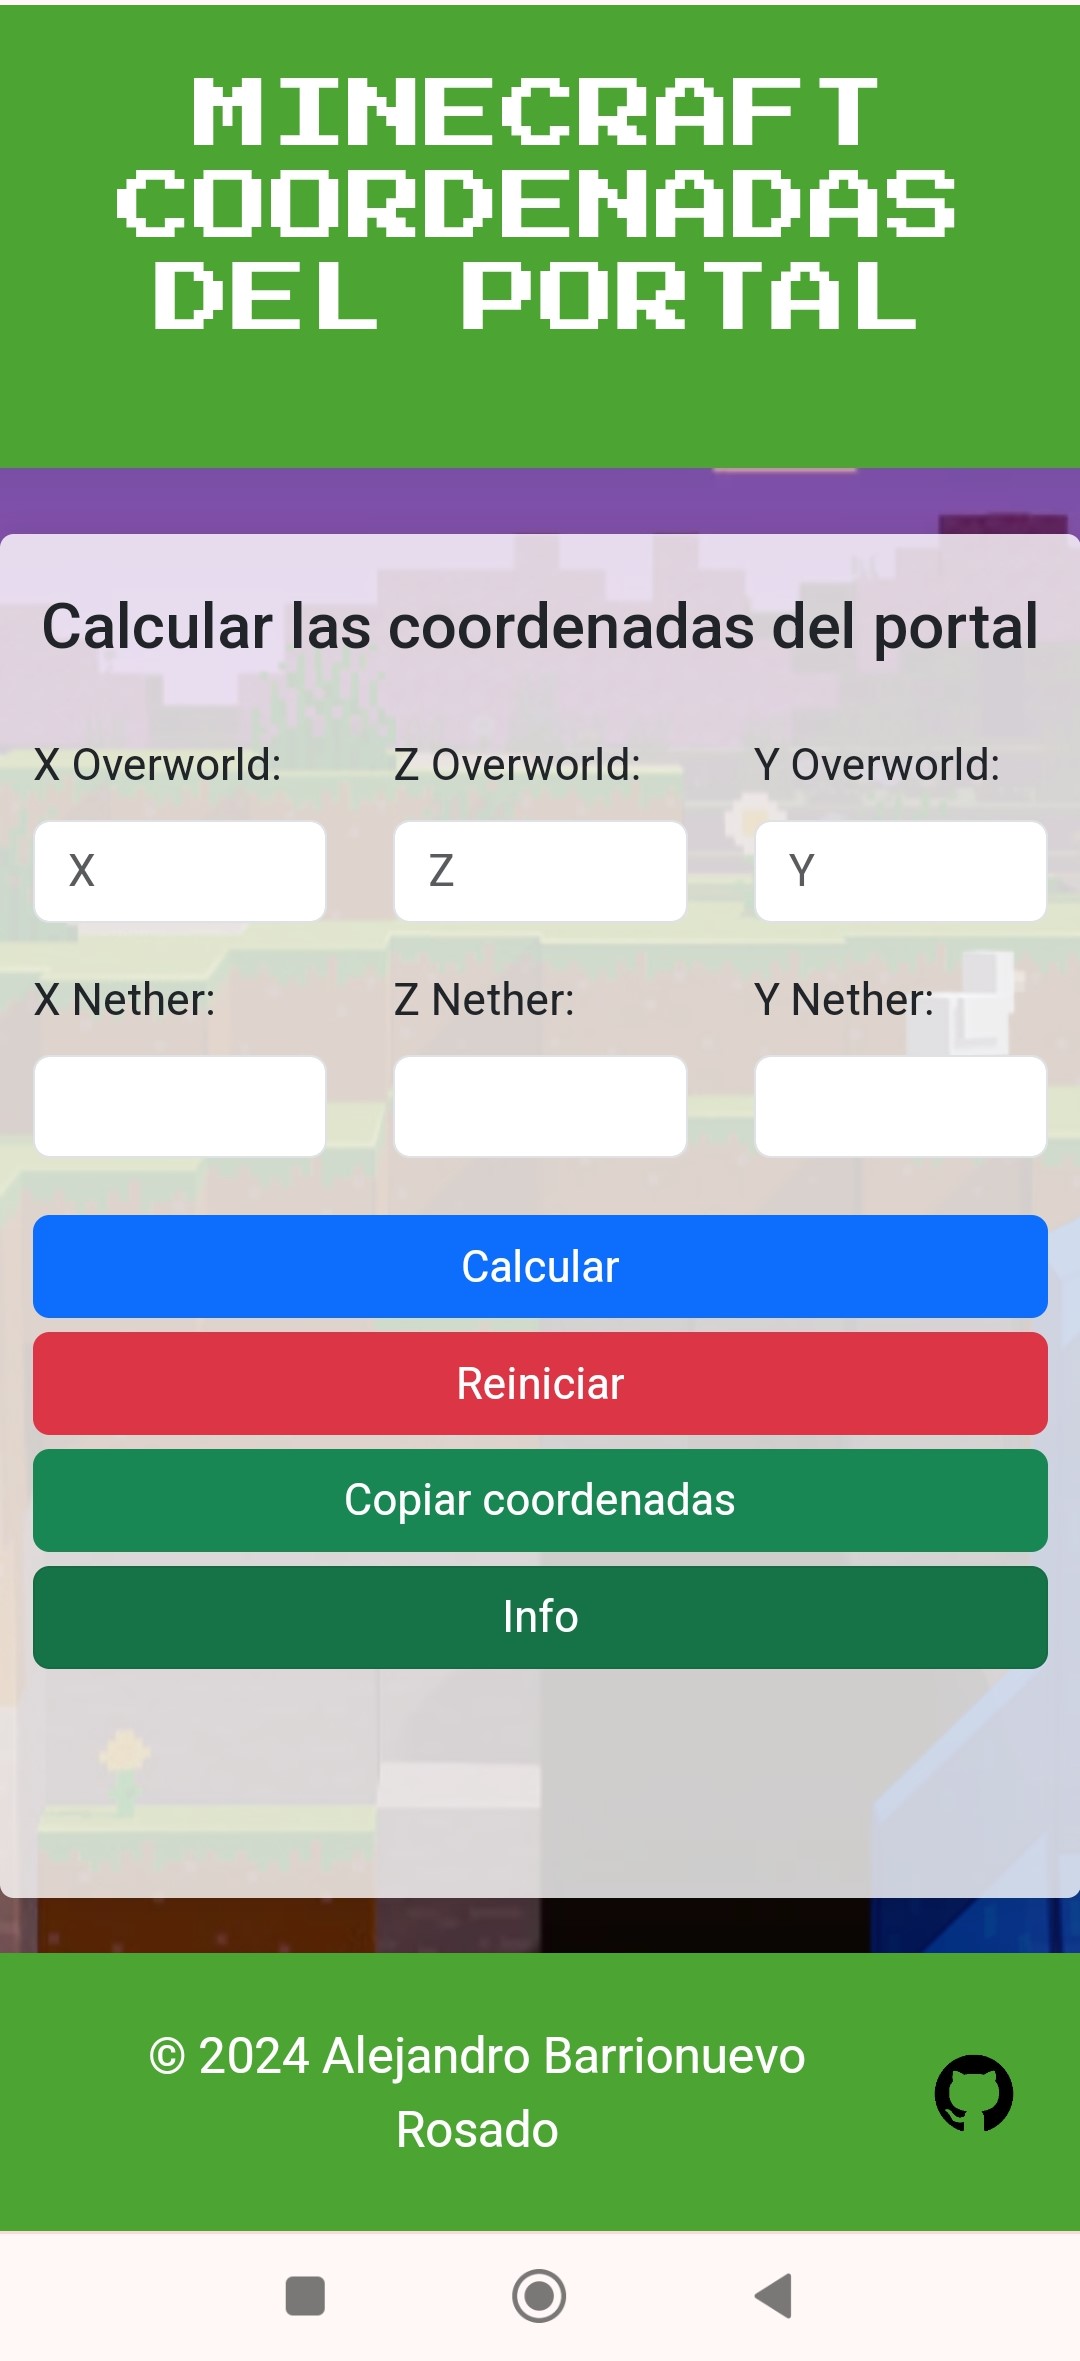 MINECRAFT
COORDENADAS
DEL PORTAL
Calcular las coordenadas del portal
X Overworld: Z Overworld: Y Overworld:
X Z Y
X Nether: Z Nether: Y Nether:
Calcular
Reiniciar
Copiar coordenadas
Info
© 2024 Alejandro Barrionuevo
Rosado